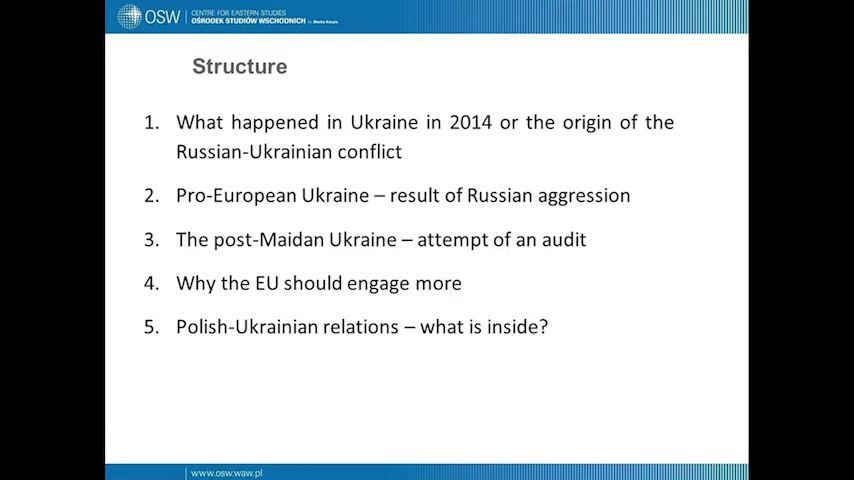 OSW
CENTRE FOR EASTERN STUDIES
OŚRODEK STUDIÓW WSCHODNICH im. Marka Karpia
Structure
1. What happened in Ukraine in 2014 or the origin of the
Russian-Ukrainian conflict
2. Pro-European Ukraine – result of Russian aggression
3. The post-Maidan Ukraine – attempt of an audit
4. Why the EU should engage more
5. Polish-Ukrainian relations – what is inside?
www.osw.waw.pl